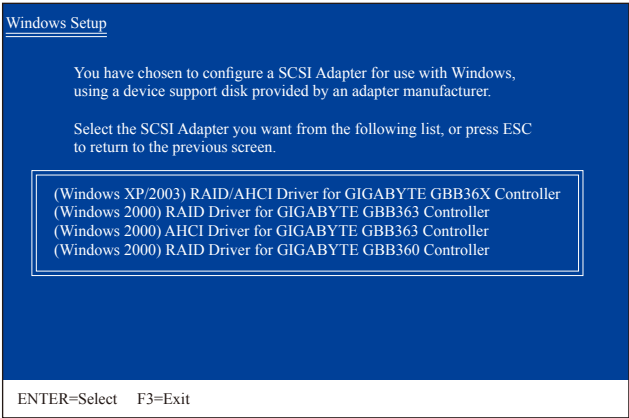 Windows Setup
You have chosen to configure a SCSI Adapter for use with Windows,
using a device support disk provided by an adapter manufacturer.
Select the SCSI Adapter you want from the following list, or press ESC
to return to the previous screen.
(Windows XP/2003) RAID/AHCI Driver for GIGABYTE GBB36X Controller
(Windows 2000) RAID Driver for GIGABYTE GBB363 Controller
(Windows 2000) AHCI Driver for GIGABYTE GBB363 Controller
(Windows 2000) RAID Driver for GIGABYTE GBB360 Controller
ENTER=Select F3=Exit